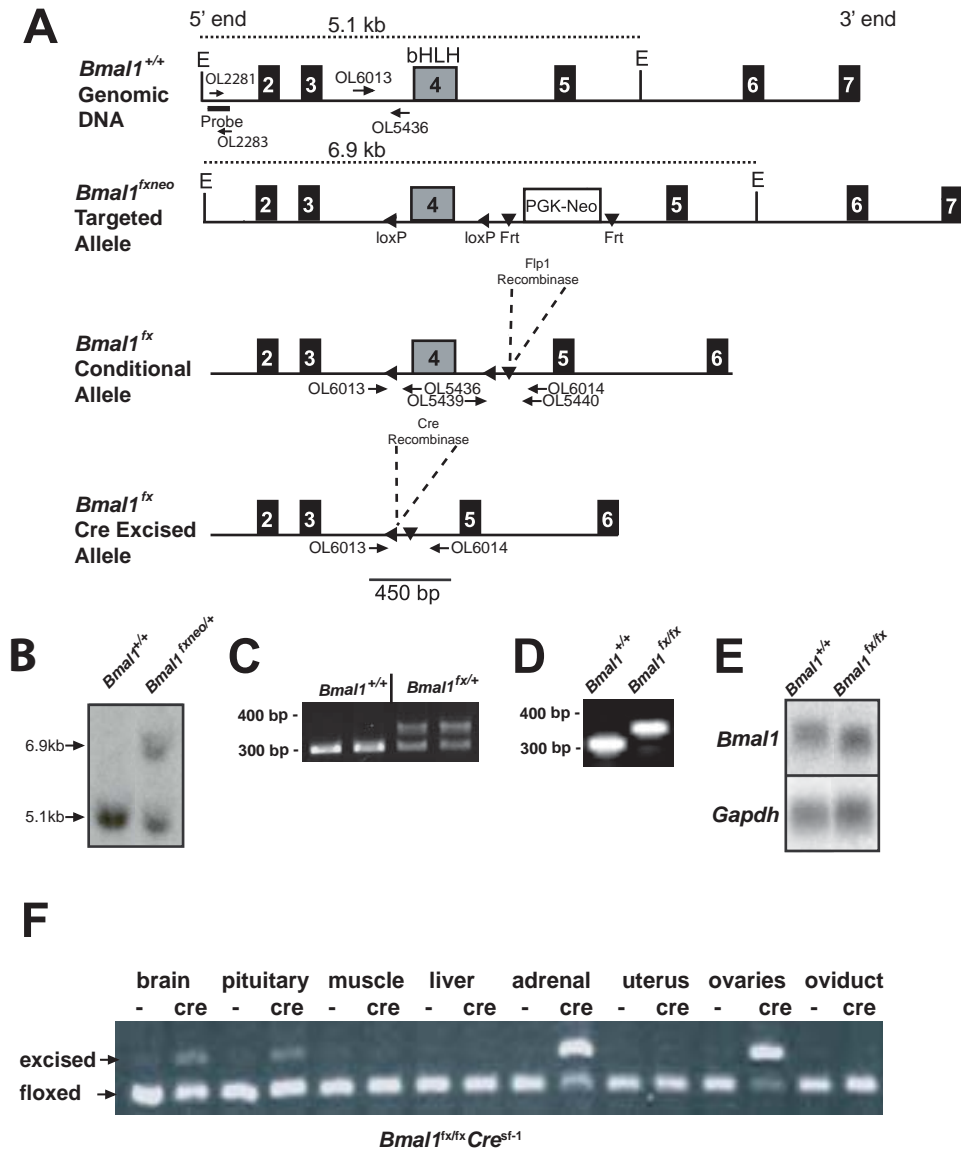 A
5' end
3' end
5.1 kb
Bmal1+/+
Genomic
DNA
E
OL2281
2
3
OL6013
bHLH
4
5
E
6
7
Probe
OL2283
OL5436
6.9 kb
Bmal1fxneo
Targeted
Allele
E
2
3
4
PGK-Neo
5
E
6
7
loxP
loxP Frt
Frt
Flp1
Recombinase
Bmal1fx
Conditional
Allele
2
3
4
5
6
OL6013
OL5436
OL6014
OL5439
OL5440
Cre
Recombinase
Bmal1fx
Cre Excised
Allele
2
3
5
6
OL6013
OL6014
450 bp
B
Bmal1+/+
Bmal1fxneo/+
6.9kb
5.1kb
C
Bmal1+/+
Bmal1fx/+
400 bp -
300 bp -
D
Bmal1+/+
Bmal1fx/fx
400 bp -
300 bp -
E
Bmal1+/+
Bmal1fx/fx
Bmal1
Gapdh
F
brain pituitary muscle liver adrenal uterus ovaries oviduct
- cre - cre - cre - cre - cre - cre - cre - cre
excised
floxed
Bmal1fx/fxCresf-1